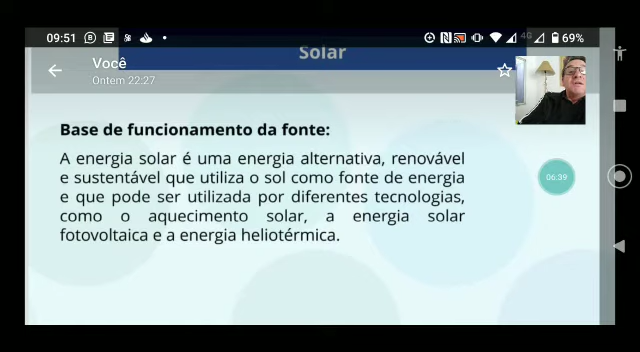 09:51
4G
69%
Solar
Você
Ontem 22:27
Base de funcionamento da fonte:
A energia solar é uma energia alternativa, renovável
e sustentável que utiliza o sol como fonte de energia
e que pode ser utilizada por diferentes tecnologias,
como o aquecimento solar, a energia solar
fotovoltaica e a energia heliotérmica.
06:39